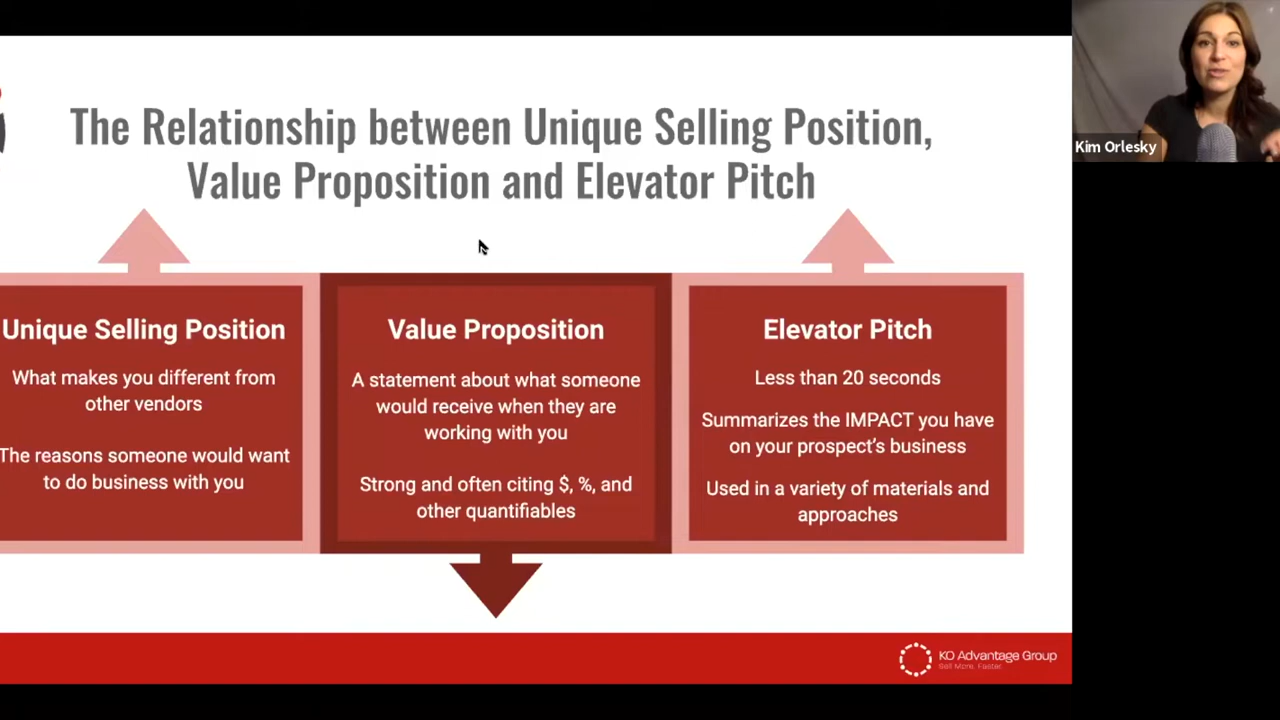 The Relationship between Unique Selling Position,
Value Proposition and Elevator Pitch
Kim Orlesky
Unique Selling Position
What makes you different from
other vendors
The reasons someone would want
to do business with you
Value Proposition
A statement about what someone
would receive when they are
working with you
Strong and often citing $, %, and
other quantifiables
Elevator Pitch
Less than 20 seconds
Summarizes the IMPACT you have
on your prospect's business
Used in a variety of materials and
approaches
KO Advantage Group
Sell More. Faster.